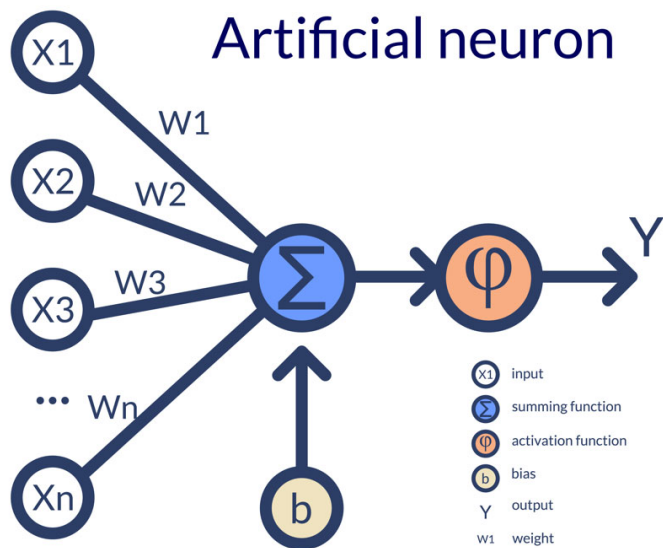 Artificial neuron
X1
W1
X2
W2
X3
W3
...
Wn
Xn
Σ
φ
Y
b
X1 input
Σ summing function
φ activation function
b bias
Y output
W1 weight